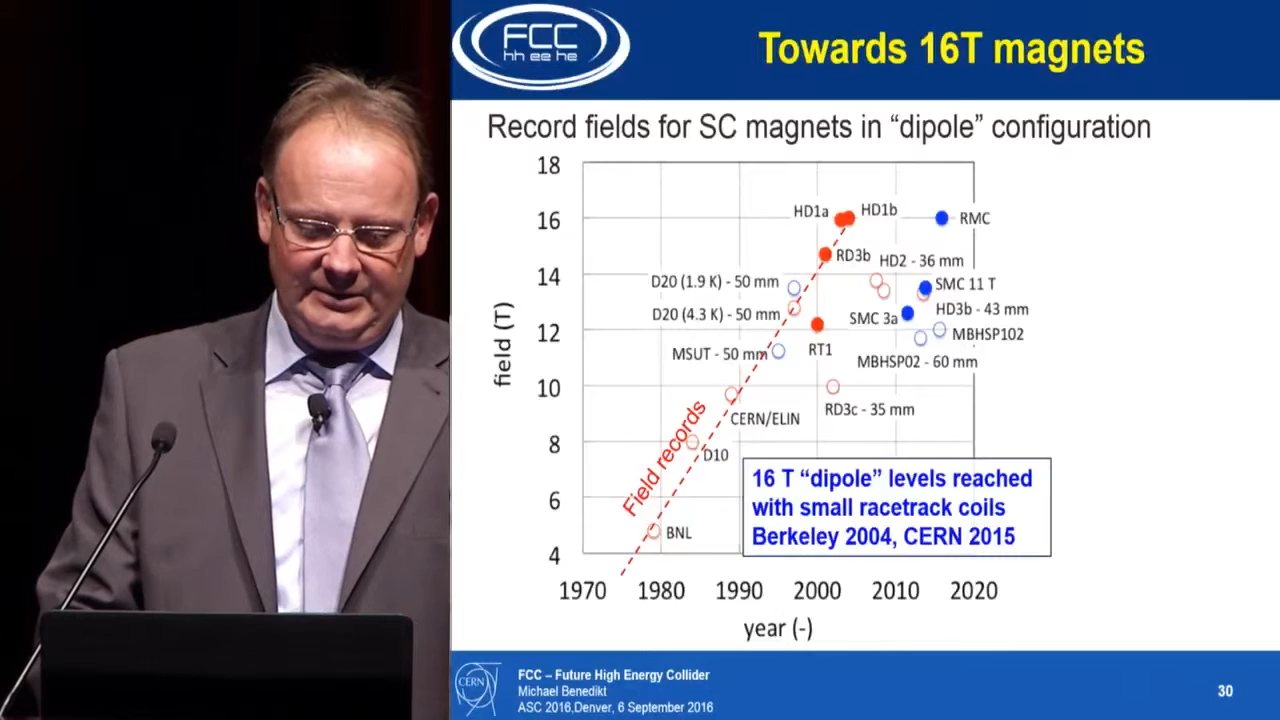 FCC
hh ee he
Towards 16T magnets
Record fields for SC magnets in “dipole” configuration
18
16
14
12
10
8
6
4
field (T)
1970 1980 1990 2000 2010 2020
year (-)
HD1a
HD1b
RMC
RD3b
HD2 - 36 mm
D20 (1.9 K) - 50 mm
SMC 11 T
D20 (4.3 K) - 50 mm
SMC 3a
HD3b - 43 mm
MBHSP102
MSUT - 50 mm
RT1
MBHSP02 - 60 mm
RD3c - 35 mm
CERN/ELIN
Field records
D10
BNL
16 T “dipole” levels reached
with small racetrack coils
Berkeley 2004, CERN 2015
CERN
FCC – Future High Energy Collider
Michael Benedikt
ASC 2016,Denver, 6 September 2016
30